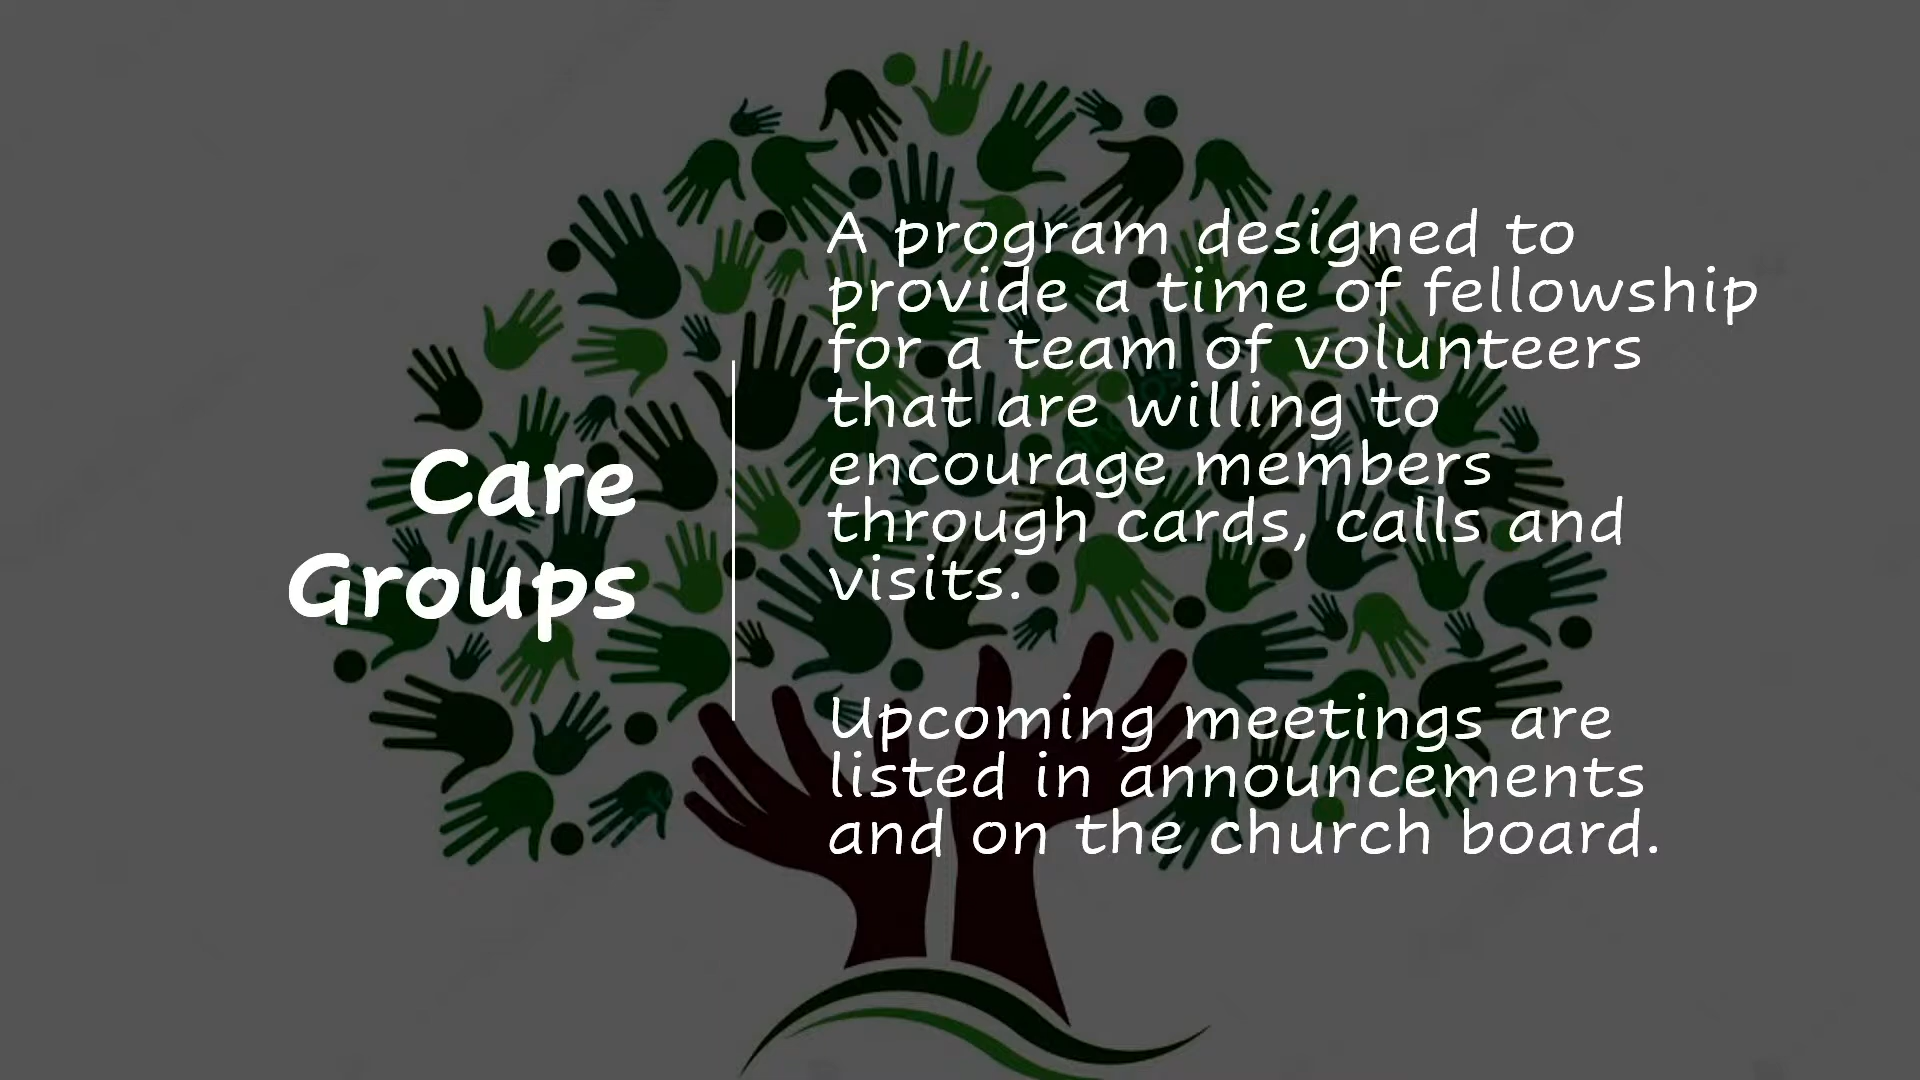 Care
Groups
A program designed to
provide a time of fellowship
for a team of volunteers
that are willing to
encourage members
through cards, calls and
visits.
Upcoming meetings are
listed in announcements
and on the church board.